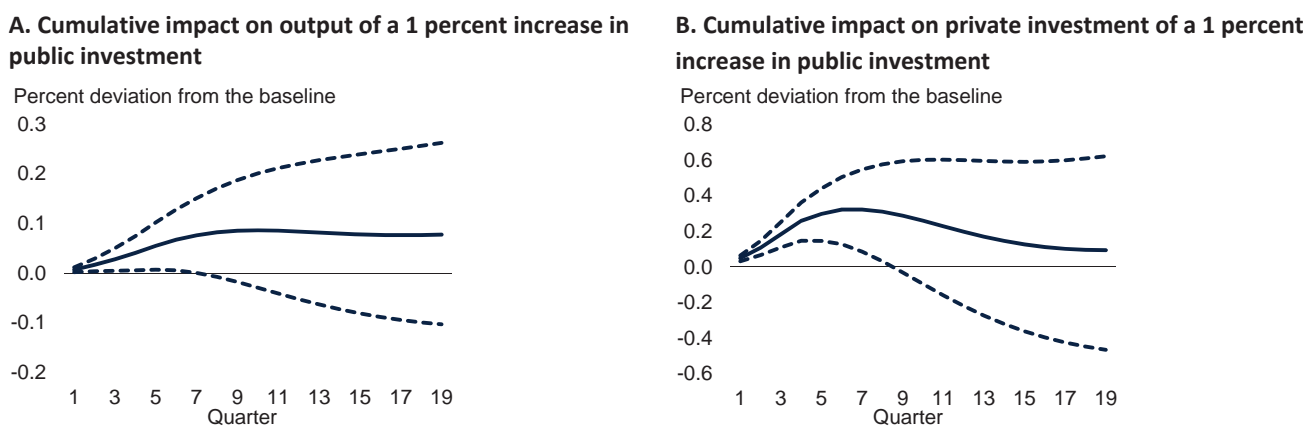 A. Cumulative impact on output of a 1 percent increase in
public investment
Percent deviation from the baseline
0.3
0.2
0.1
0.0
-0.1
-0.2
1 3 5 7 9 11 13 15 17 19
Quarter
B. Cumulative impact on private investment of a 1 percent
increase in public investment
Percent deviation from the baseline
0.8
0.6
0.4
0.2
0.0
-0.2
-0.4
-0.6
1 3 5 7 9 11 13 15 17 19
Quarter